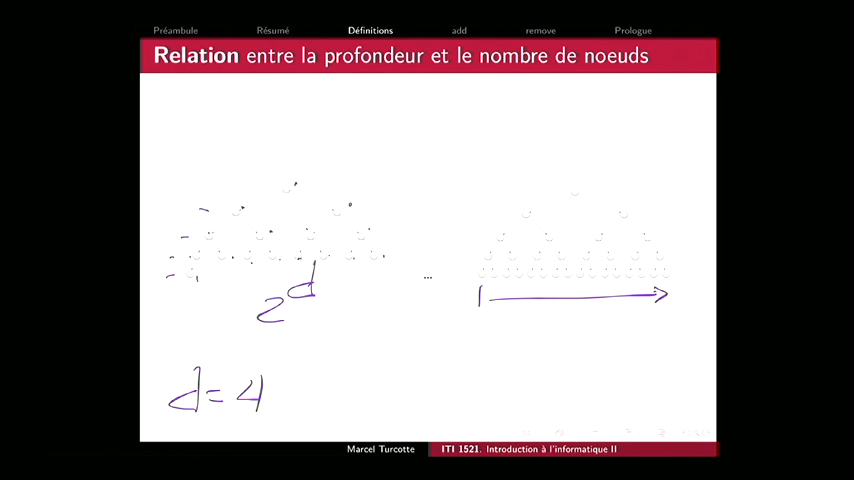 Préambule Résumé Définitions add remove Prologue
Relation entre la profondeur et le nombre de noeuds
...
2^d
d=4
Marcel Turcotte ITI 1521. Introduction à l'informatique II